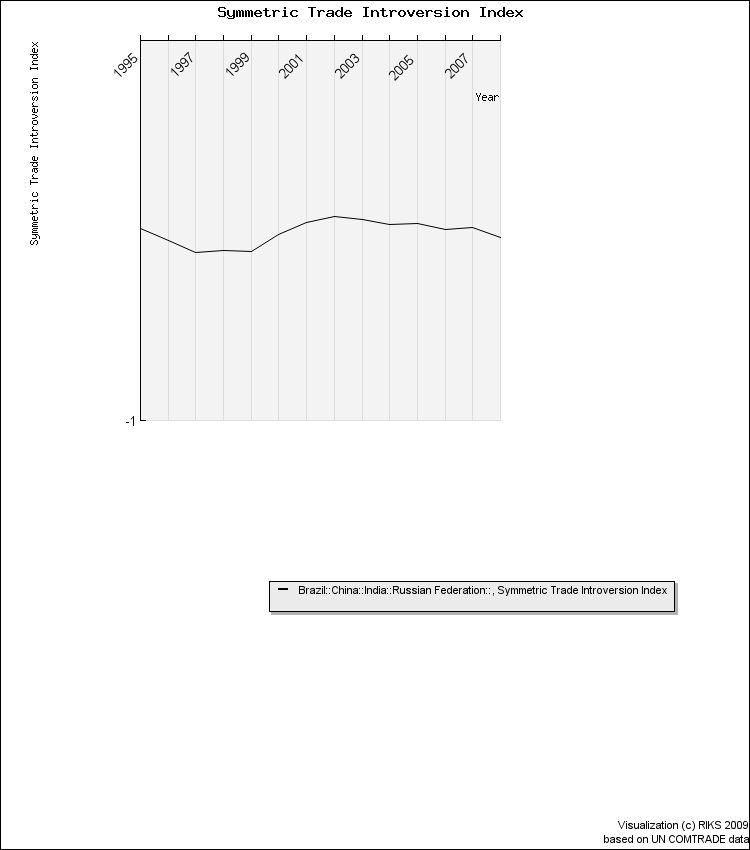 Symmetric Trade Introversion Index
Symmetric Trade Introversion Index
1995
1997
1999
2001
2003
2005
2007
Year
-1
Brazil::China::India::Russian Federation::, Symmetric Trade Introversion Index
Visualization (c) RIKS 2009
based on UN COMTRADE data